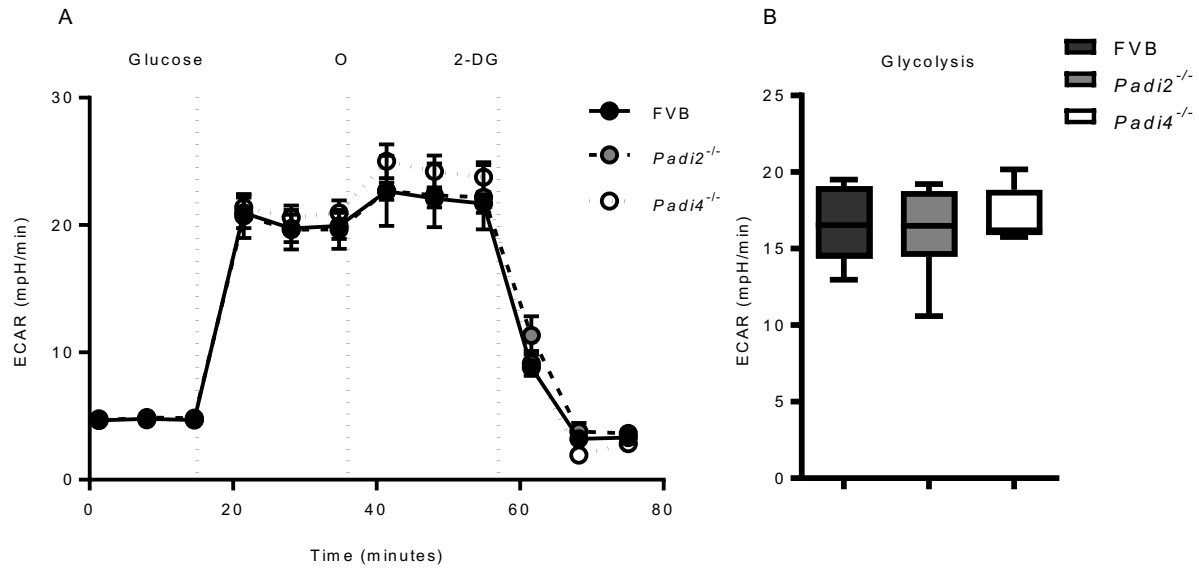 A
Glucose
O
2-DG
30
20
10
0
ECAR (mpH/min)
0
20
40
60
80
Time (minutes)
FVB
Padi2-/-
Padi4-/-
B
Glycolysis
25
20
15
10
5
0
ECAR (mpH/min)
FVB
Padi2-/-
Padi4-/-